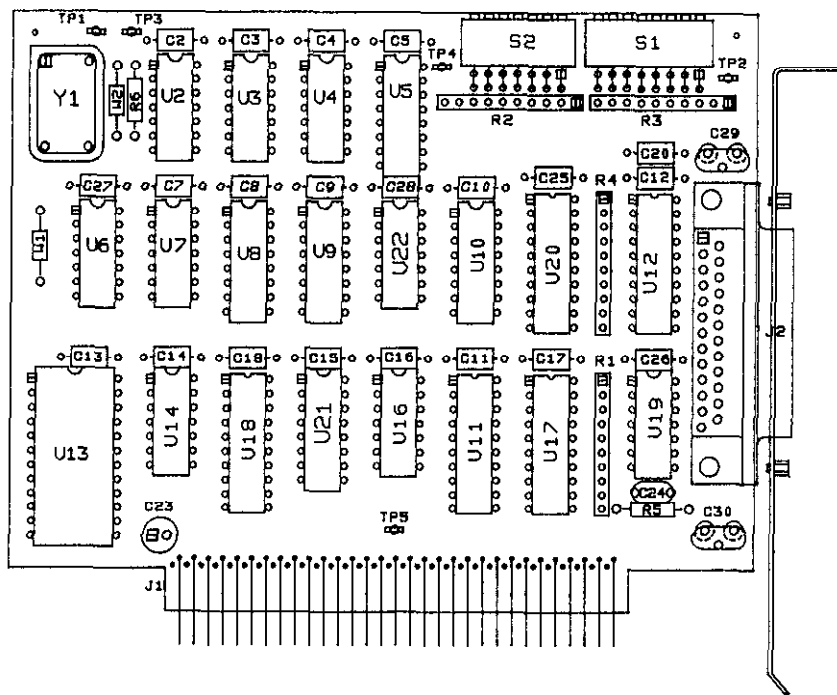 TP1 TP3
C2 C3 C4 C5 S2 S1
TP4 TP2
Y1 W2 R6 U2 U3 U4 U5
R2 R3
C29
C20
C27 C7 C8 C9 C28 C10 C25 R4 C12
W1 U6 U7 U8 U9 U22 U10 U20 U12
J2
C13 C14 C18 C15 C16 C11 C17 R1 C26
U13 U14 U18 U21 U16 U11 U17 U19
C24
C23 TP5 R5 C30
J1